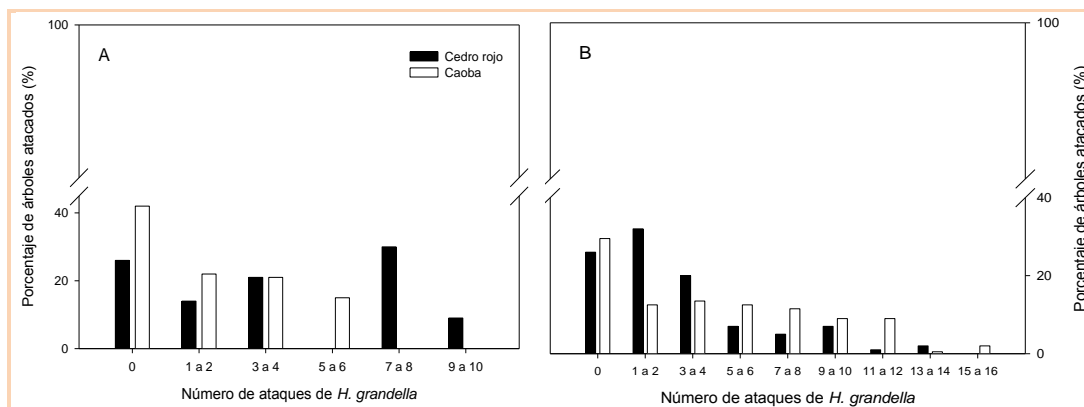 100
A
Cedro rojo
Caoba
Porcentaje de árboles atacados (%)
40
20
0
0 1 a 2 3 a 4 5 a 6 7 a 8 9 a 10
Número de ataques de H. grandella
B
100
Porcentaje de árboles atacados (%)
40
20
0
0 1 a 2 3 a 4 5 a 6 7 a 8 9 a 10 11 a 12 13 a 14 15 a 16
Número de ataques de H. grandella